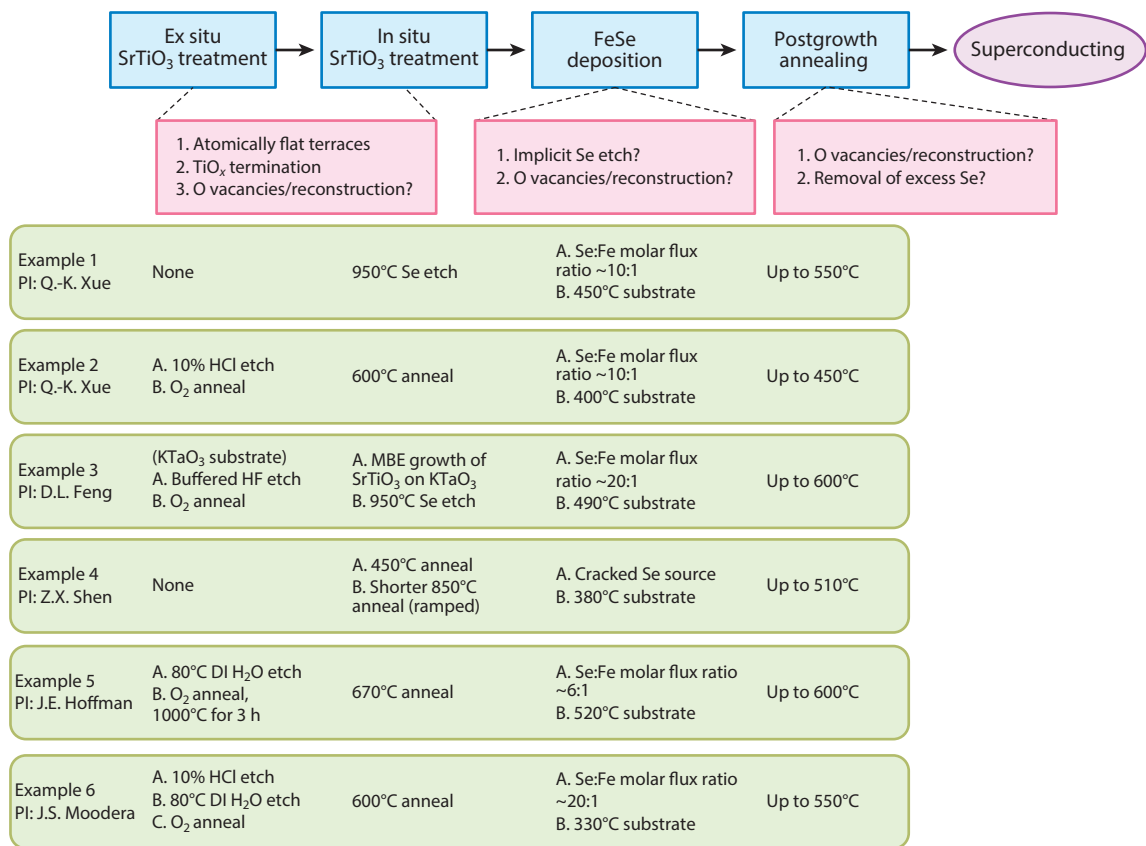 Ex situ
SrTiO₃ treatment
In situ
SrTiO₃ treatment
FeSe
deposition
Postgrowth
annealing
Superconducting
1. Atomically flat terraces
2. TiOₓ termination
3. O vacancies/reconstruction?
1. Implicit Se etch?
2. O vacancies/reconstruction?
1. O vacancies/reconstruction?
2. Removal of excess Se?
Example 1
PI: Q.-K. Xue
None
950°C Se etch
A. Se:Fe molar flux
ratio ~10:1
B. 450°C substrate
Up to 550°C
Example 2
PI: Q.-K. Xue
A. 10% HCl etch
B. O₂ anneal
600°C anneal
A. Se:Fe molar flux
ratio ~10:1
B. 400°C substrate
Up to 450°C
Example 3
PI: D.L. Feng
(KTaO₃ substrate)
A. Buffered HF etch
B. O₂ anneal
A. MBE growth of
SrTiO₃ on KTaO₃
B. 950°C Se etch
A. Se:Fe molar flux
ratio ~20:1
B. 490°C substrate
Up to 600°C
Example 4
PI: Z.X. Shen
None
A. 450°C anneal
B. Shorter 850°C
anneal (ramped)
A. Cracked Se source
B. 380°C substrate
Up to 510°C
Example 5
PI: J.E. Hoffman
A. 80°C DI H₂O etch
B. O₂ anneal,
1000°C for 3 h
670°C anneal
A. Se:Fe molar flux ratio
~6:1
B. 520°C substrate
Up to 600°C
Example 6
PI: J.S. Moodera
A. 10% HCl etch
B. 80°C DI H₂O etch
C. O₂ anneal
600°C anneal
A. Se:Fe molar flux ratio
~20:1
B. 330°C substrate
Up to 550°C